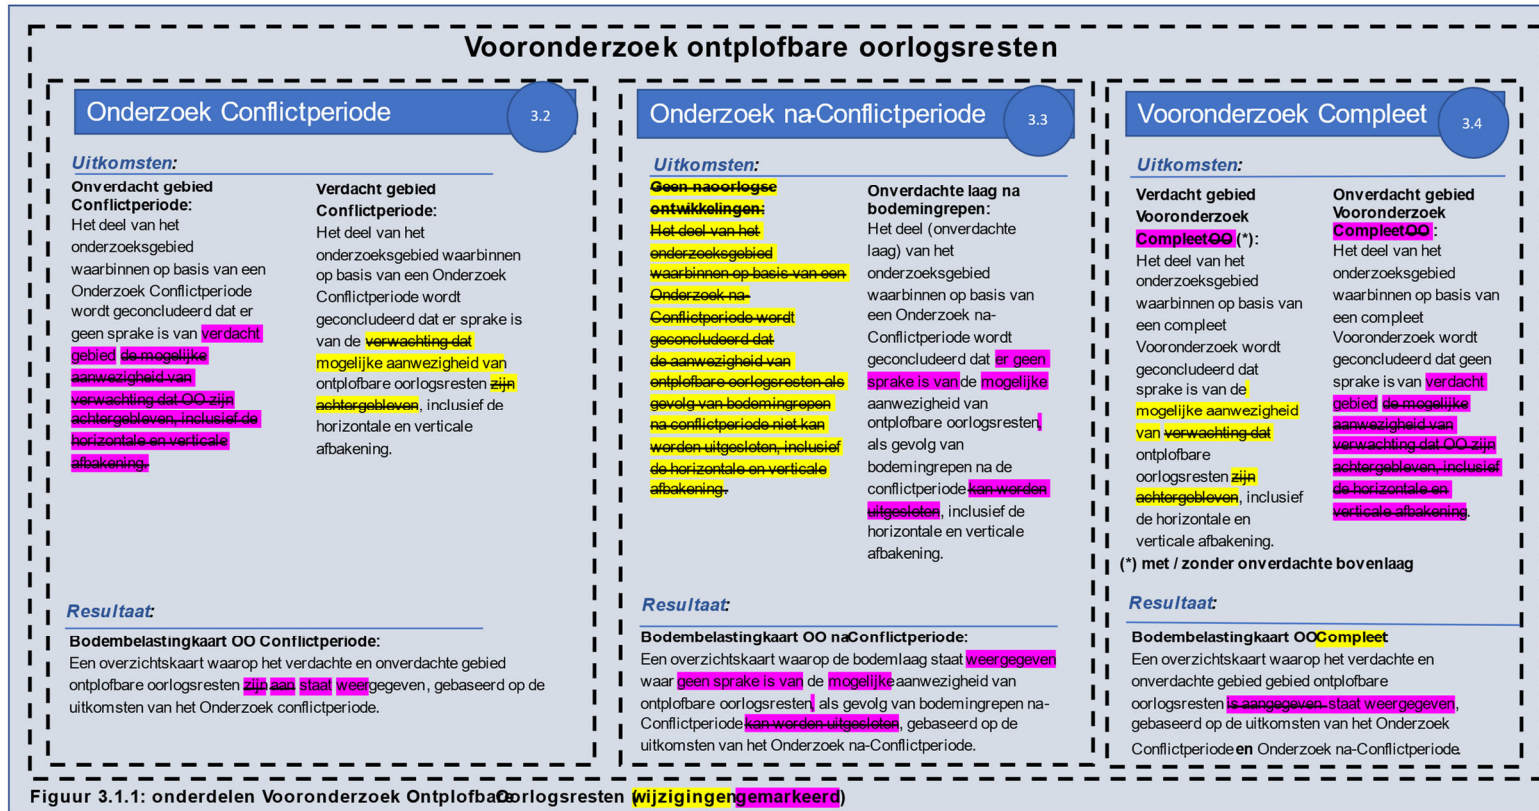 Vooronderzoek ontplofbare oorlogsresten
Onderzoek Conflictperiode
3.2
Uitkomsten:
Onverdacht gebied
Conflictperiode:
Het deel van het
onderzoeksgebied
waarbinnen op basis van een
Onderzoek Conflictperiode
wordt geconcludeerd dat er
geen sprake is van verdacht
gebied de mogelijke
aanwezigheid van
verwachting dat OO zijn
achtergebleven, inclusief de
horizontale en verticale
afbakening.
Verdacht gebied
Conflictperiode:
Het deel van het
onderzoeksgebied waarbinnen
op basis van een Onderzoek
Conflictperiode wordt
geconcludeerd dat er sprake is
van de verwachting dat
mogelijke aanwezigheid van
ontplofbare oorlogsresten zijn
achtergebleven, inclusief de
horizontale en verticale
afbakening.
Resultaat:
Bodembelastingkaart OO Conflictperiode:
Een overzichtskaart waarop het verdachte en onverdachte gebied
ontplofbare oorlogsresten zijn aan staat weergegeven, gebaseerd op de
uitkomsten van het Onderzoek conflictperiode.
Onderzoek na-Conflictperiode
3.3
Uitkomsten:
Geen naoorlogse
ontwikkelingen:
Het deel van het
onderzoeksgebied
waarbinnen op basis van een
Onderzoek na-
Conflictperiode wordt
geconcludeerd dat
de aanwezigheid van
ontplofbare oorlogsresten als
gevolg van bodemingrepen
na conflictperiode niet kan
worden uitgesloten, inclusief
de horizontale en verticale
afbakening.
Onverdachte laag na
bodemingrepen:
Het deel (onverdachte
laag) van het
onderzoeksgebied
waarbinnen op basis van
een Onderzoek na-
Conflictperiode wordt
geconcludeerd dat er geen
sprake is van de mogelijke
aanwezigheid van
ontplofbare oorlogsresten,
als gevolg van
bodemingrepen na de
conflictperiode kan worden
uitgesloten, inclusief de
horizontale en verticale
afbakening.
Resultaat:
Bodembelastingkaart OO na-Conflictperiode:
Een overzichtskaart waarop de bodemlaag staat weergegeven
waar geen sprake is van de mogelijke aanwezigheid van
ontplofbare oorlogsresten, als gevolg van bodemingrepen na-
Conflictperiode kan worden uitgesloten, gebaseerd op de
uitkomsten van het Onderzoek na-Conflictperiode.
Vooronderzoek Compleet
3.4
Uitkomsten:
Verdacht gebied
Vooronderzoek
Compleet OO (*):
Het deel van het
onderzoeksgebied
waarbinnen op basis van
een compleet
Vooronderzoek wordt
geconcludeerd dat
sprake is van de
mogelijke aanwezigheid
van verwachting dat
ontplofbare
oorlogsresten zijn
achtergebleven, inclusief
de horizontale en
verticale afbakening.
(*) met / zonder onverdachte bovenlaag
Onverdacht gebied
Vooronderzoek
Compleet OO :
Het deel van het
onderzoeksgebied
waarbinnen op basis van
een compleet
Vooronderzoek wordt
geconcludeerd dat geen
sprake is van verdacht
gebied de mogelijke
aanwezigheid van
verwachting dat OO zijn
achtergebleven, inclusief
de horizontale en
verticale afbakening.
Resultaat:
Bodembelastingkaart OO Compleet:
Een overzichtskaart waarop het verdachte en
onverdachte gebied gebied ontplofbare
oorlogsresten is aangegeven staat weergegeven,
gebaseerd op de uitkomsten van het Onderzoek
Conflictperiode en Onderzoek na-Conflictperiode.
Figuur 3.1.1: onderdelen Vooronderzoek Ontplofbare Oorlogsresten (wijzigingen gemarkeerd)